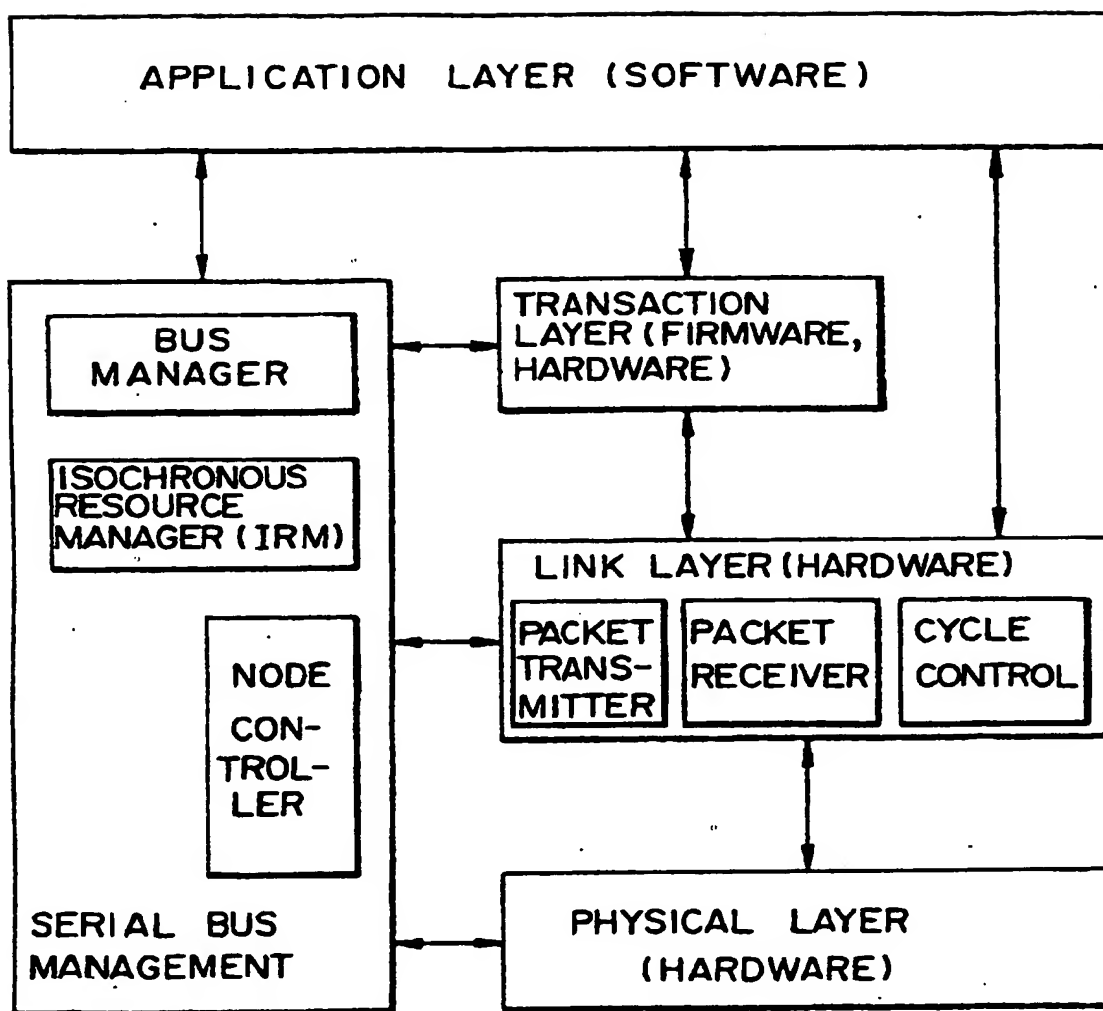 APPLICATION LAYER (SOFTWARE)
BUS
MANAGER
ISOCHRONOUS
RESOURCE
MANAGER (IRM)
NODE
CON-
TROL-
LER
SERIAL BUS
MANAGEMENT
TRANSACTION
LAYER (FIRMWARE,
HARDWARE)
LINK LAYER (HARDWARE)
PACKET
TRANS-
MITTER
PACKET
RECEIVER
CYCLE
CONTROL
PHYSICAL LAYER
(HARDWARE)